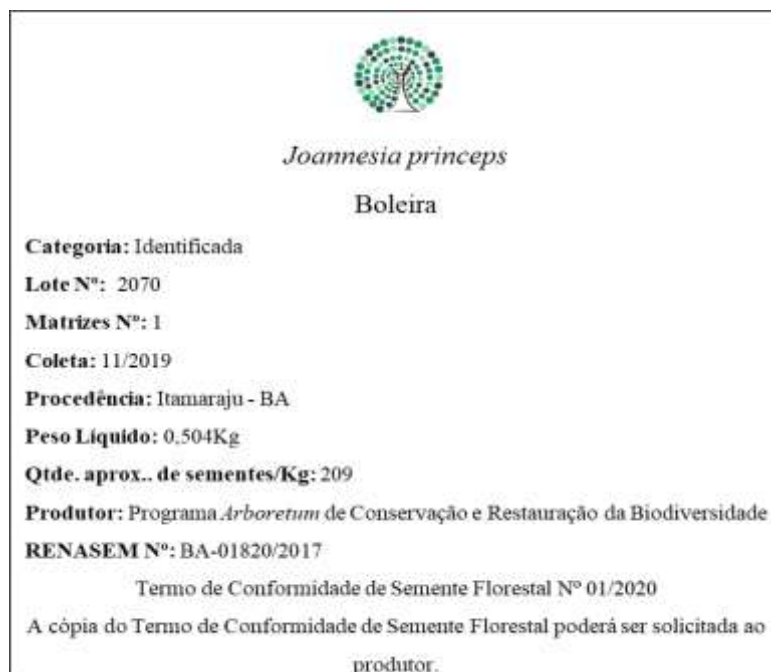 Joannesia princeps
Boleira
Categoria: Identificada
Lote Nº: 2070
Matrizes Nº: 1
Coleta: 11/2019
Procedência: Itamaraju - BA
Peso Líquido: 0,504Kg
Qtde. aprox.. de sementes/Kg: 209
Produtor: Programa Arboretum de Conservação e Restauração da Biodiversidade
RENASEM Nº: BA-01820/2017
Termo de Conformidade de Semente Florestal Nº 01/2020
A cópia do Termo de Conformidade de Semente Florestal poderá ser solicitada ao
produtor.